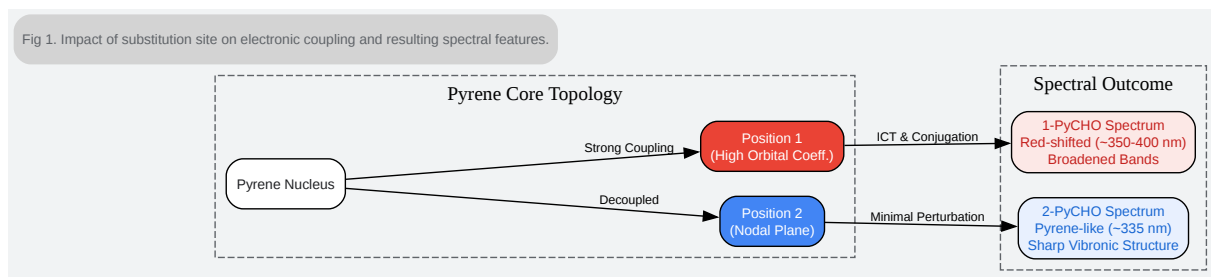 Fig 1. Impact of substitution site on electronic coupling and resulting spectral features.
Pyrene Core Topology
Spectral Outcome
Pyrene Nucleus
Strong Coupling
Position 1
(High Orbital Coeff.)
ICT & Conjugation
1-PyCHO Spectrum
Red-shifted (~350-400 nm)
Broadened Bands
Decoupled
Position 2
(Nodal Plane)
Minimal Perturbation
2-PyCHO Spectrum
Pyrene-like (~335 nm)
Sharp Vibronic Structure